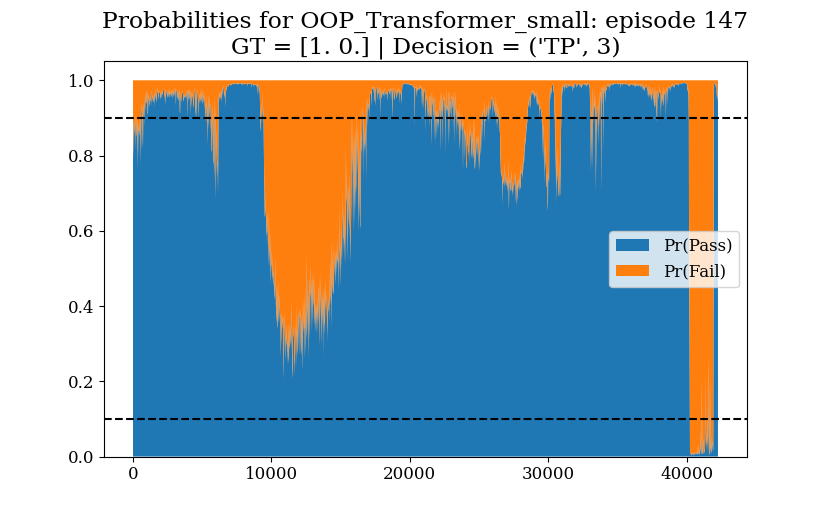 Probabilities for OOP_Transformer_small: episode 147
GT = [1. 0.] | Decision = ('TP', 3)
1.0
0.8
0.6
0.4
0.2
0.0
Pr(Pass)
Pr(Fail)
0 10000 20000 30000 40000